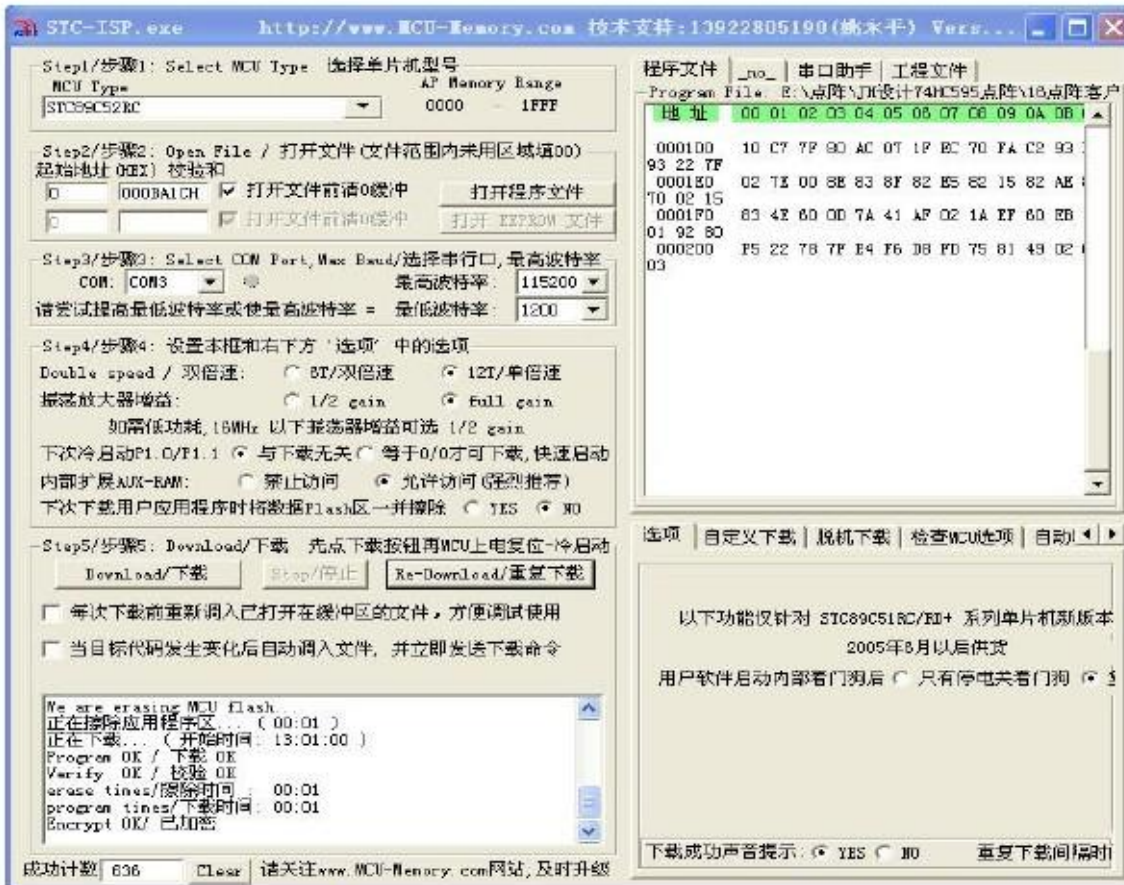 STC-ISP.exe http://www.MCU-Memory.com 技术支持:13922805190(姚永平) Vers...
Step1/步骤1: Select MCU Type 选择单片机型号
MCU Type AP Memory Range
STC89C52RC 0000 - 1FFF
Step2/步骤2: Open File / 打开文件(文件范围内未用区域填00)
起始地址(HEX) 校验和
0 000BA1CH 打开文件前清0缓冲 打开程序文件
0 打开文件前清0缓冲 打开 EEPROM 文件
Step3/步骤3: Select COM Port,Max Baud/选择串行口,最高波特率
COM: COM3 最高波特率: 115200
请尝试提高最低波特率或使最高波特率 = 最低波特率: 1200
Step4/步骤4: 设置本框和右下方 '选项' 中的选项
Double speed / 双倍速: 6T/双倍速 12T/单倍速
振荡放大器增益: 1/2 gain full gain
如需低功耗,16MHz 以下振荡器增益可选 1/2 gain
下次冷启动P1.0/P1.1 与下载无关 等于0/0才可下载,快速启动
内部扩展AUX-RAM: 禁止访问 允许访问(强烈推荐)
下次下载用户应用程序时将数据Flash区一并擦除 YES NO
Step5/步骤5: Download/下载 先点下载按钮再MCU上电复位-冷启动
Download/下载 Stop/停止 Re-Download/重复下载
每次下载前重新调入已打开在缓冲区的文件,方便调试使用
当目标代码发生变化后自动调入文件,并立即发送下载命令
We are erasing MCU flash...
正在擦除应用程序区... ( 00:01 )
正在下载... ( 开始时间: 13:01:00 )
Program OK / 下载 OK
Verify OK / 校验 OK
erase times/擦除时间 : 00:01
program times/下载时间: 00:01
Encrypt OK/ 已加密
成功计数 636 Clear 请关注www.MCU-Memory.com网站,及时升级
程序文件 _no_ 串口助手 工程文件
Program File: E:\点阵\JH设计74HC595点阵\16点阵客户
地址 00 01 02 03 04 05 06 07 08 09 0A 0B
10 C7 7F 90 AC 07 1F EC 70 FA C2 93
93 22 7F
02 7E 00 8E 83 8F 82 E5 82 15 82 AE
70 02 15
0001F0 83 4E 60 0D 7A 41 AF 02 1A EF 60 EB
01 92 80
000200 F5 22 78 7F E4 F6 D8 FD 75 81 49 02
03
选项 自定义下载 脱机下载 检查MCU选项 自动
以下功能仅针对 STC89C51RC/RD+ 系列单片机新版本
用户软件启动内部看门狗后 只有停电关看门狗
下载成功声音提示: YES NO 重复下载间隔时